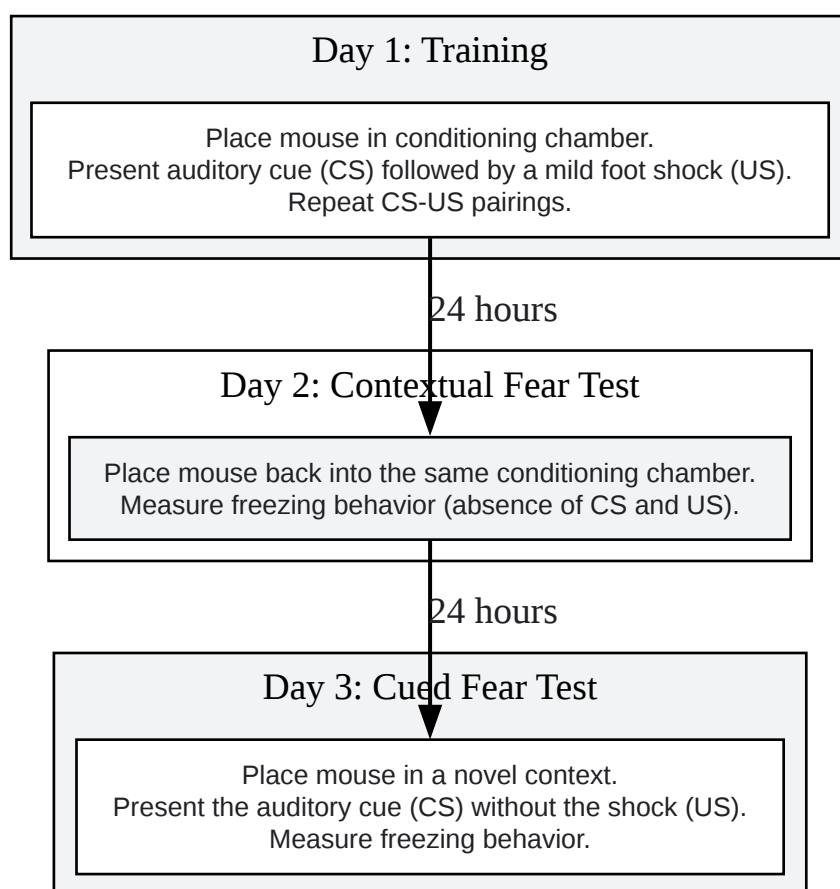 Day 1: Training
Place mouse in conditioning chamber.
Present auditory cue (CS) followed by a mild foot shock (US).
Repeat CS-US pairings.
24 hours
Day 2: Contextual Fear Test
Place mouse back into the same conditioning chamber.
Measure freezing behavior (absence of CS and US).
24 hours
Day 3: Cued Fear Test
Place mouse in a novel context.
Present the auditory cue (CS) without the shock (US).
Measure freezing behavior.